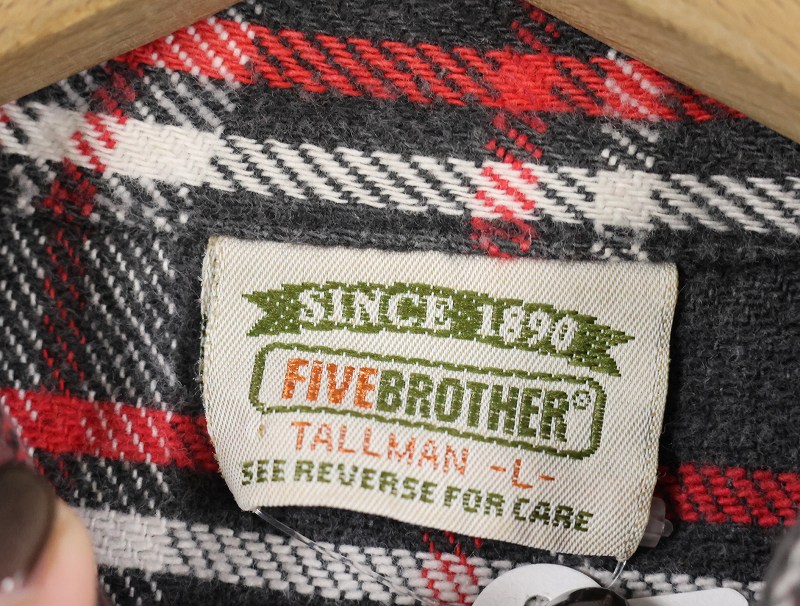 SINCE 1890
FIVEBROTHER®
TALLMAN -L-
SEE REVERSE FOR CARE